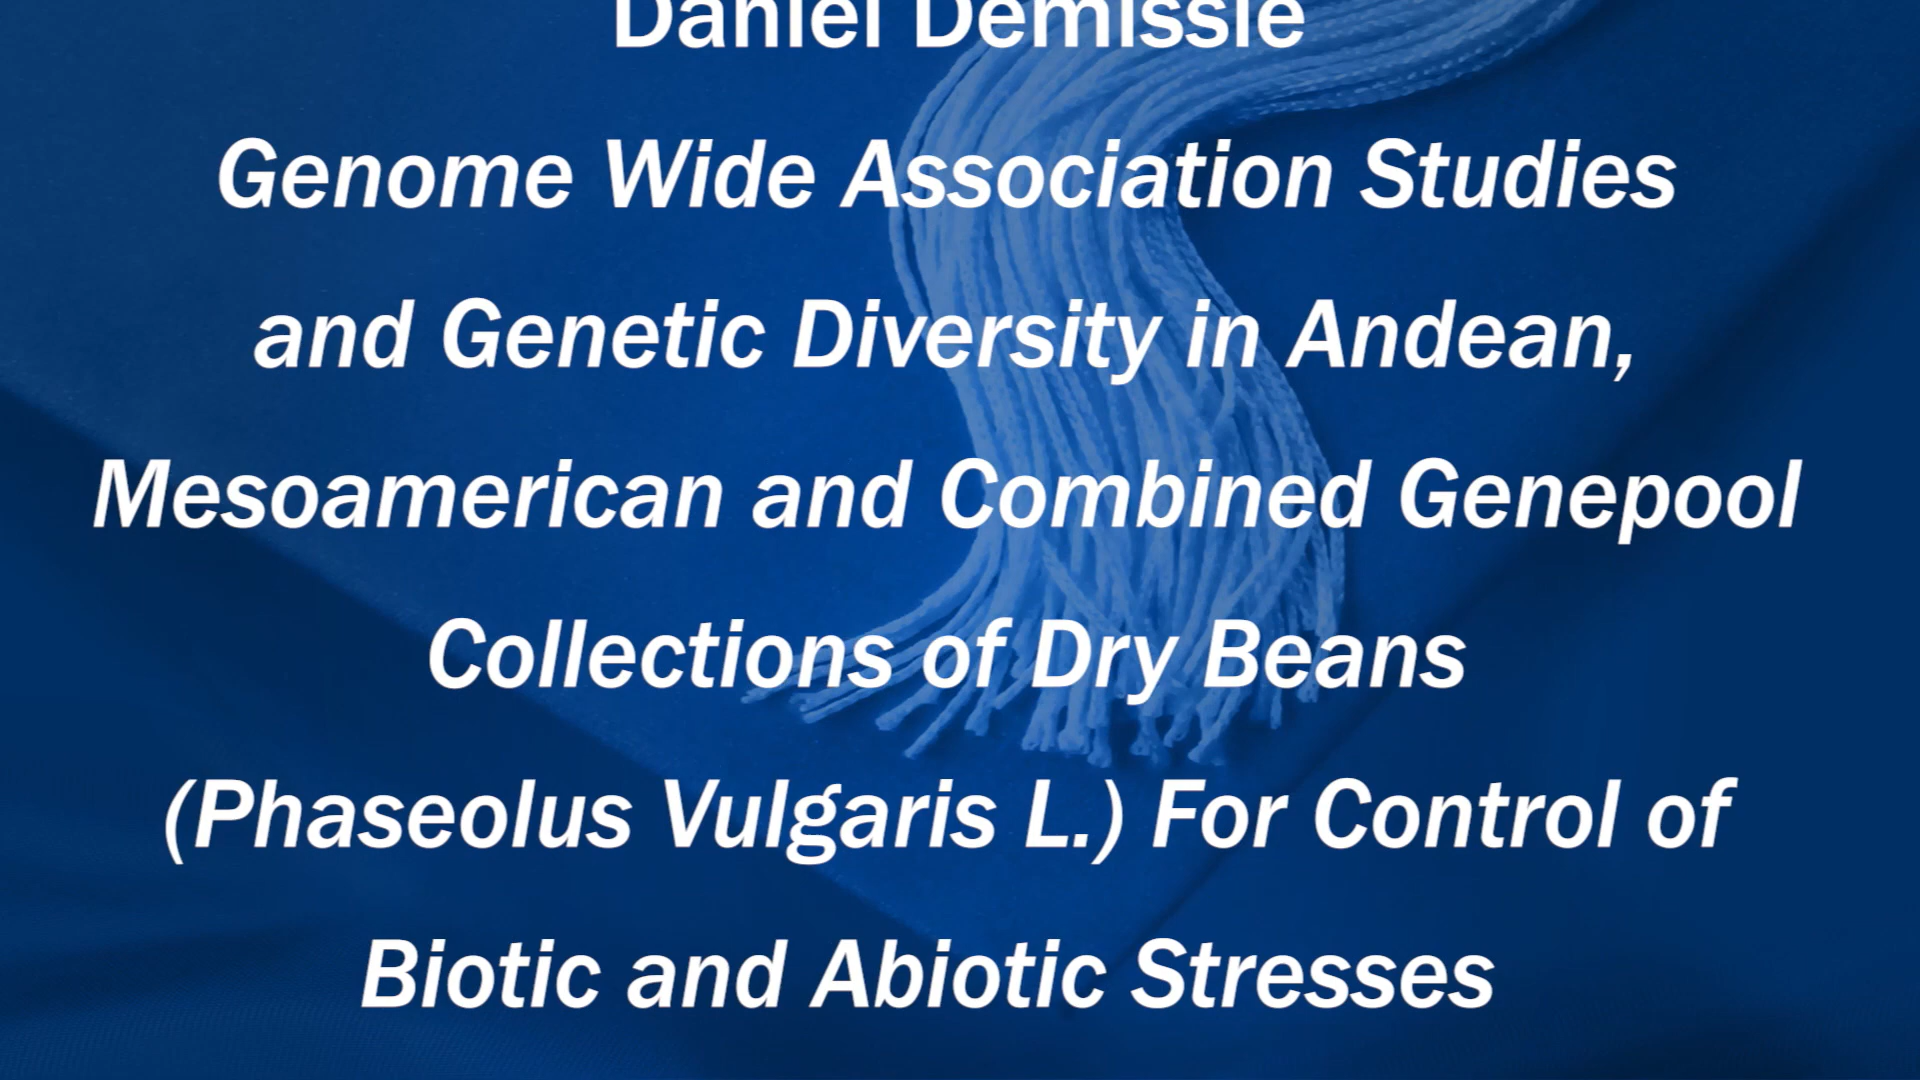 Daniel Demissie
Genome Wide Association Studies
and Genetic Diversity in Andean,
Mesoamerican and Combined Genepool
Collections of Dry Beans
(Phaseolus Vulgaris L.) For Control of
Biotic and Abiotic Stresses